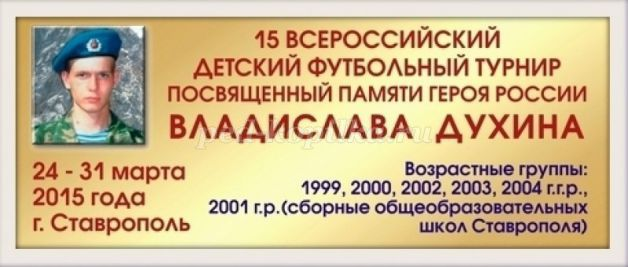 15 ВСЕРОССИЙСКИЙ
ДЕТСКИЙ ФУТБОЛЬНЫЙ ТУРНИР
ПОСВЯЩЕННЫЙ ПАМЯТИ ГЕРОЯ РОССИИ
ВЛАДИСЛАВА ДУХИНА
24 - 31 марта
2015 года
г. Ставрополь
Возрастные группы:
1999, 2000, 2002, 2003, 2004 г.г.р.,
2001 г.р.(сборные общеобразовательных
школ Ставрополя)